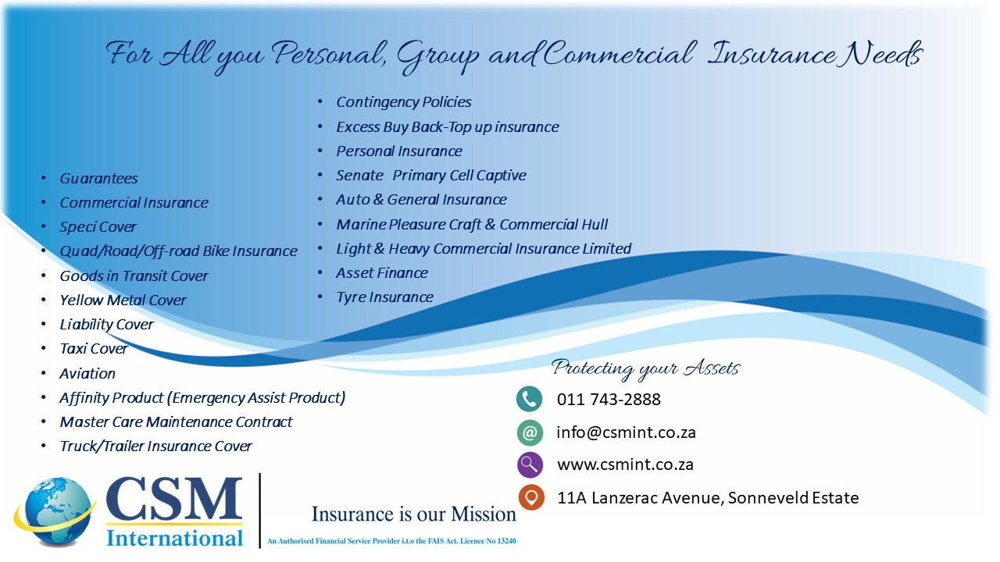 For All you Personal, Group and Commercial Insurance Needs
• Guarantees
• Commercial Insurance
• Speci Cover
• Quad/Road/Off-road Bike Insurance
• Goods in Transit Cover
• Yellow Metal Cover
• Liability Cover
• Taxi Cover
• Aviation
• Affinity Product (Emergency Assist Product)
• Master Care Maintenance Contract
• Truck/Trailer Insurance Cover
• Contingency Policies
• Excess Buy Back-Top up insurance
• Personal Insurance
• Senate Primary Cell Captive
• Auto & General Insurance
• Marine Pleasure Craft & Commercial Hull
• Light & Heavy Commercial Insurance Limited
• Asset Finance
• Tyre Insurance
Protecting your Assets
011 743-2888
@
info@csmint.co.za
www.csmint.co.za
11A Lanzerac Avenue, Sonneveld Estate
CSM
International
Insurance is our Mission
An Authorised Financial Service Provider i.t.o the FAIS Act. Licence No 13240